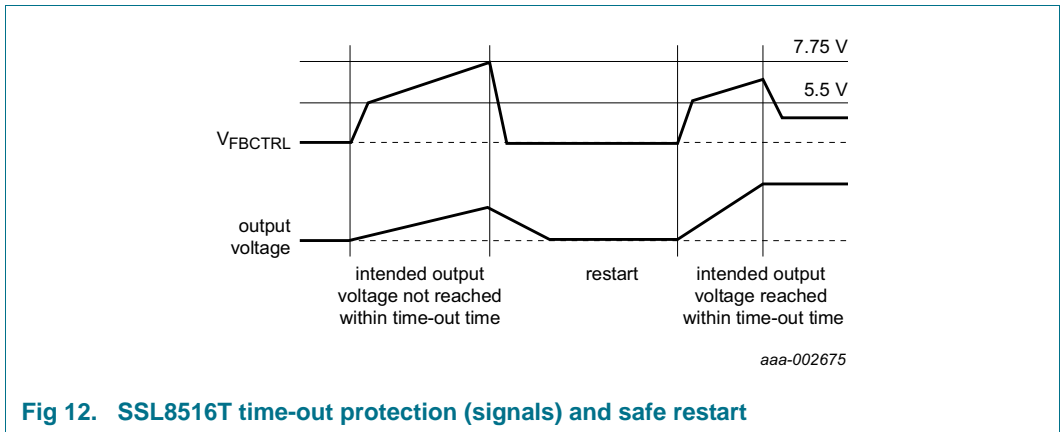 7.75 V
5.5 V
VFBCTRL
output
voltage
intended output
voltage not reached
within time-out time
restart
intended output
voltage reached
within time-out time
aaa-002675
Fig 12. SSL8516T time-out protection (signals) and safe restart